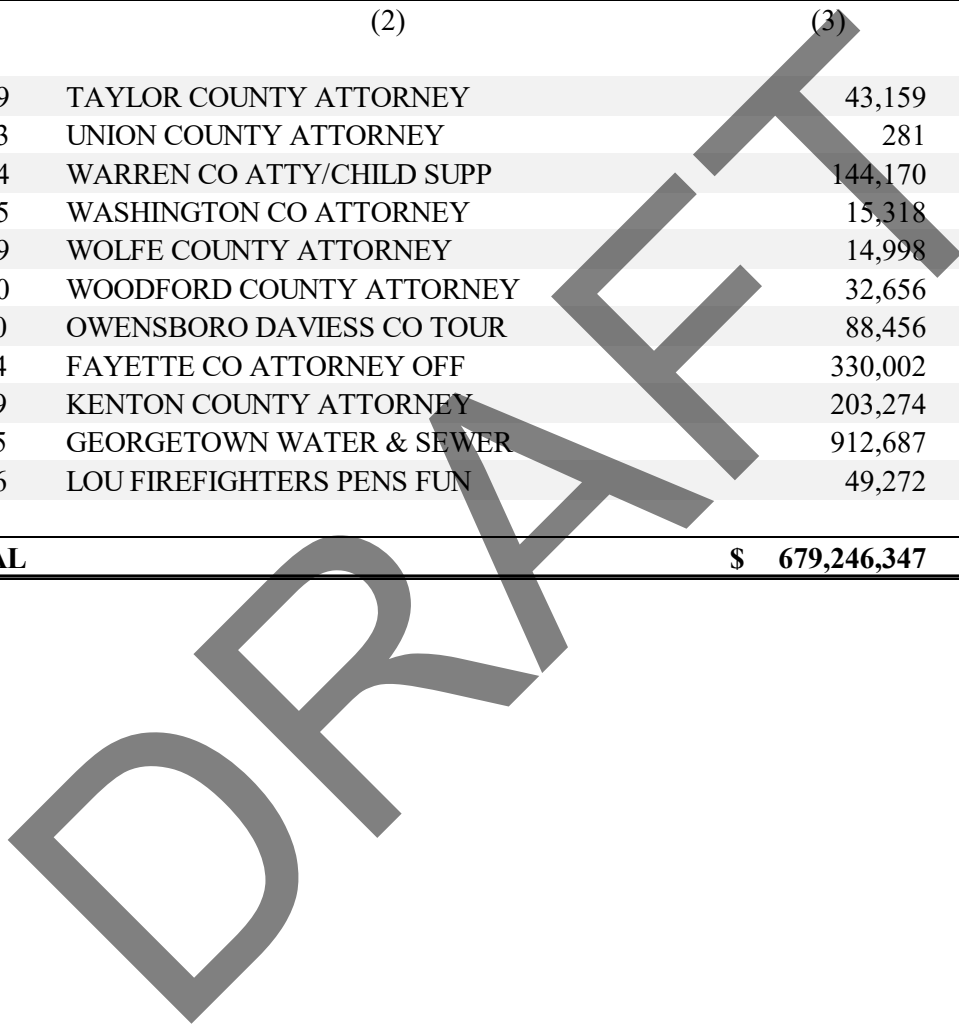 (2) (3)
9 TAYLOR COUNTY ATTORNEY 43,159
3 UNION COUNTY ATTORNEY 281
4 WARREN CO ATTY/CHILD SUPP 144,170
5 WASHINGTON CO ATTORNEY 15,318
9 WOLFE COUNTY ATTORNEY 14,998
0 WOODFORD COUNTY ATTORNEY 32,656
0 OWENSBORO DAVIESS CO TOUR 88,456
4 FAYETTE CO ATTORNEY OFF 330,002
9 KENTON COUNTY ATTORNEY 203,274
5 GEORGETOWN WATER & SEWER 912,687
6 LOU FIREFIGHTERS PENS FUN 49,272
AL $ 679,246,347
DRAFT